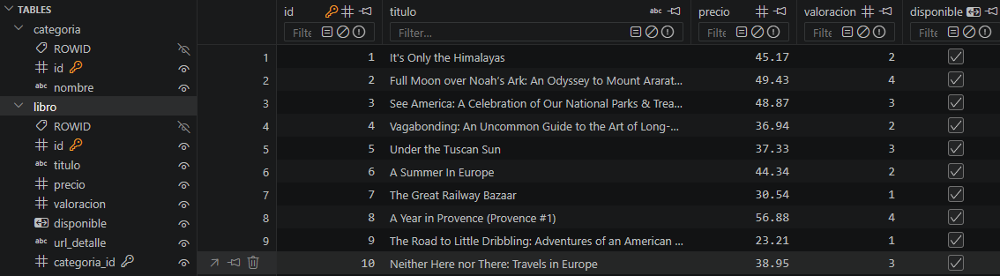 TABLES
categoria
ROWID
id
abc nombre
libro
ROWID
id
abc titulo
precio
valoracion
disponible
abc url_detalle
categoria_id
id titulo abc precio valoracion disponible
Filte Filter... Filte Filter Filter
1 1 It's Only the Himalayas 45.17 2
2 2 Full Moon over Noah's Ark: An Odyssey to Mount Ararat... 49.43 4
3 3 See America: A Celebration of Our National Parks & Trea... 48.87 3
4 4 Vagabonding: An Uncommon Guide to the Art of Long-... 36.94 2
5 5 Under the Tuscan Sun 37.33 3
6 6 A Summer In Europe 44.34 2
7 7 The Great Railway Bazaar 30.54 1
8 8 A Year in Provence (Provence #1) 56.88 4
9 9 The Road to Little Dribbling: Adventures of an American ... 23.21 1
10 Neither Here nor There: Travels in Europe 38.95 3